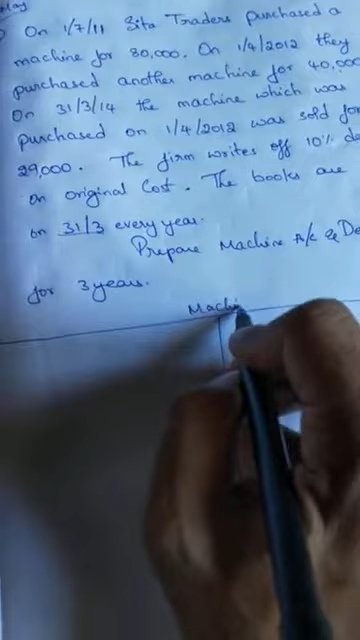 May
On 1/7/11 Sita Traders purchased a
machine for 80,000. On 1/4/2012 they
purchased another machine for 40,000
On 31/3/14 the machine which was
purchased on 1/4/2012 was sold for
29,000. The firm writes off 10% de
on original Cost. The books are
on 31/3 every year.
Prepare Machine A/c & De
for 3 years.
Machi